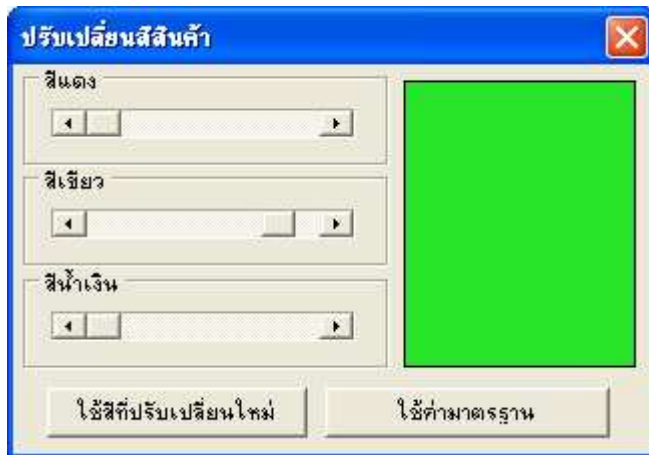 ปรับเปลี่ยนสีสินค้า
สีแดง
สีเขียว
สีน้ำเงิน
ใช้สีที่ปรับเปลี่ยนใหม่
ใช้ค่ามาตรฐาน